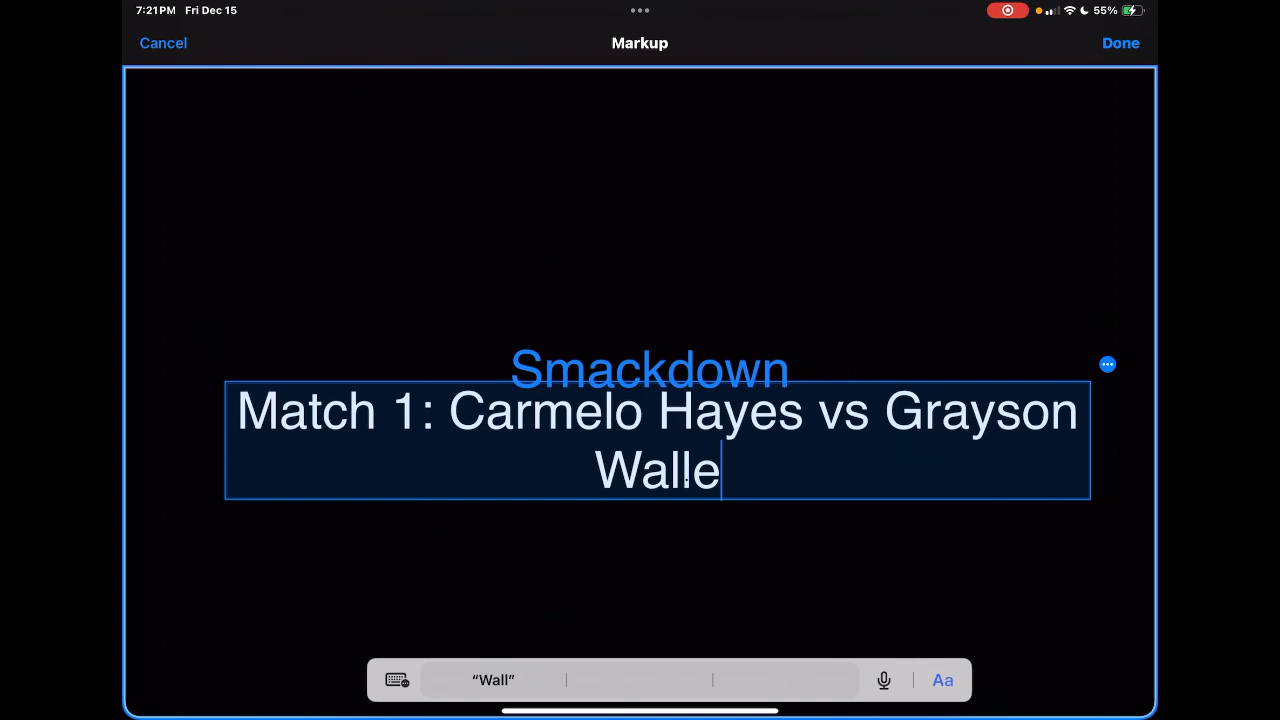 7:21PM Fri Dec 15
55%
Cancel
Markup
Done
Smackdown
Match 1: Carmelo Hayes vs Grayson
Walle
“Wall”
Aa